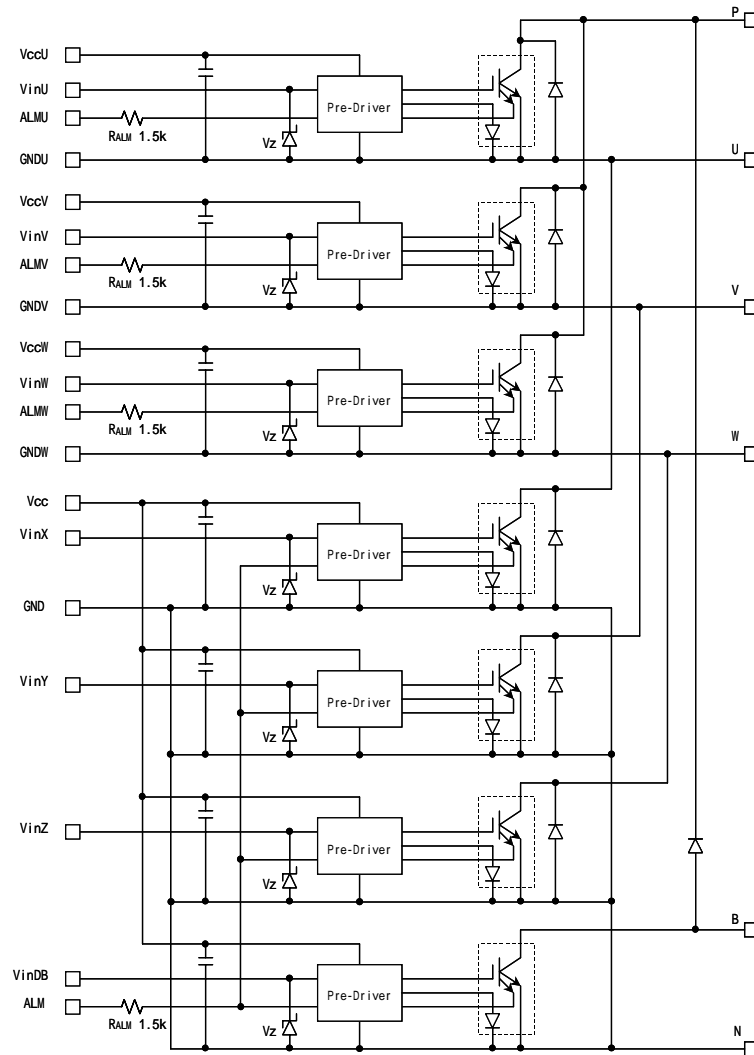 P
VccU
VinU
Pre-Driver
ALMU
RALM 1.5k
Vz
U
GNDU
VccV
VinV
Pre-Driver
ALMV
RALM 1.5k
Vz
V
GNDV
VccW
VinW
Pre-Driver
ALMW
RALM 1.5k
Vz
W
GNDW
Vcc
VinX
Pre-Driver
Vz
GND
VinY
Pre-Driver
Vz
VinZ
Pre-Driver
Vz
B
VinDB
Pre-Driver
ALM
RALM 1.5k
Vz
N